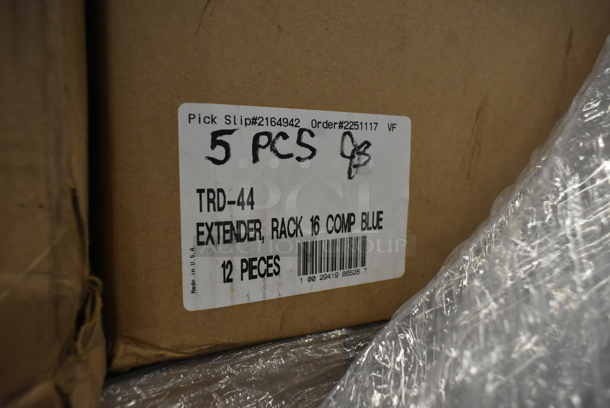 Pick Slip#2164942 Order#2251117 VF
5 PCS
TRD-44
EXTENDER, RACK 16 COMP BLUE
12 PIECES
Made in U.S.A.